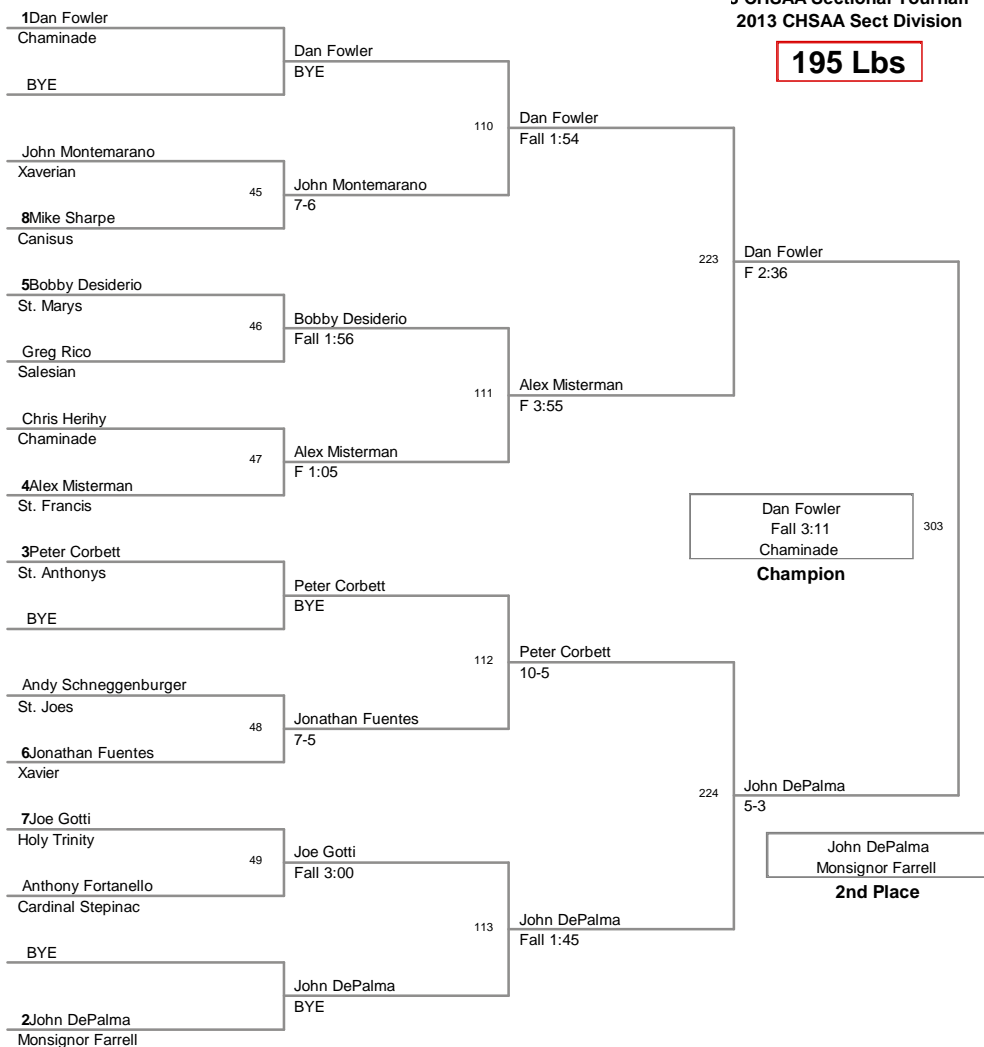 CHSAA Sectional
2013 CHSAA Sect Division
195 Lbs
1Dan Fowler
Chaminade
BYE
John Montemarano
Xaverian
45
8Mike Sharpe
Canisus
5Bobby Desiderio
St. Marys
46
Greg Rico
Salesian
Chris Herihy
Chaminade
47
4Alex Misterman
St. Francis
3Peter Corbett
St. Anthonys
BYE
Andy Schneggenburger
St. Joes
48
6Jonathan Fuentes
Xavier
7Joe Gotti
Holy Trinity
49
Anthony Fortanello
Cardinal Stepinac
BYE
2John DePalma
Monsignor Farrell
Dan Fowler
BYE
110
John Montemarano
7-6
Bobby Desiderio
Fall 1:56
111
Alex Misterman
F 1:05
Peter Corbett
BYE
112
Jonathan Fuentes
7-5
Joe Gotti
Fall 3:00
113
John DePalma
BYE
Dan Fowler
Fall 1:54
223
Alex Misterman
F 3:55
Peter Corbett
10-5
224
John DePalma
Fall 1:45
Dan Fowler
F 2:36
303
John DePalma
5-3
Dan Fowler
Fall 3:11
Chaminade
Champion
John DePalma
Monsignor Farrell
2nd Place